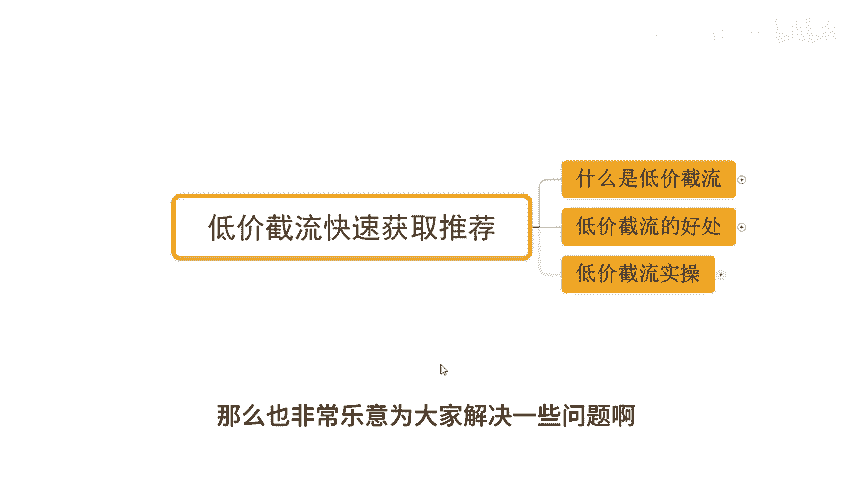 什么是低价截流
低价截流快速获取推荐
低价截流的好处
低价截流实操
那么也非常乐意为大家解决一些问题啊